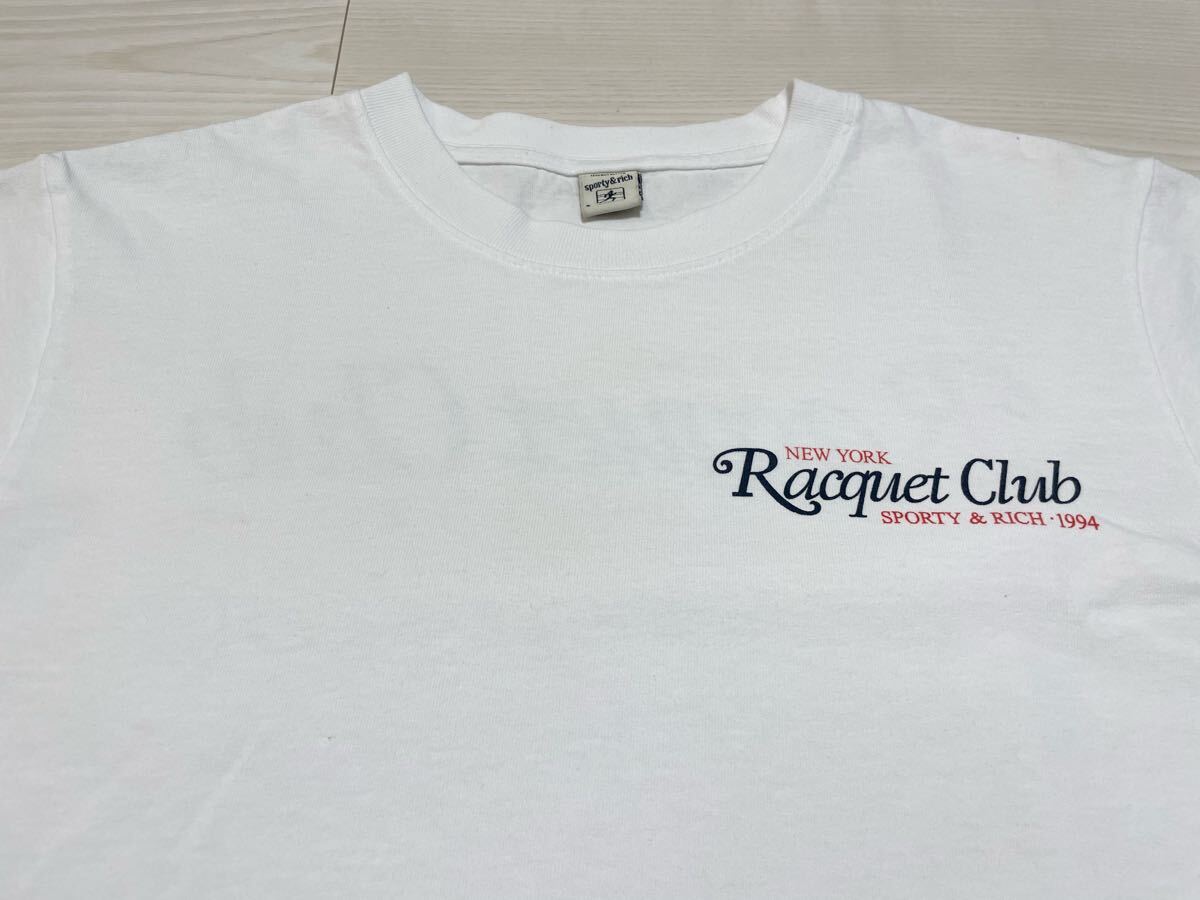 sporty&rich
NEW YORK
Racquet Club
SPORTY & RICH · 1994